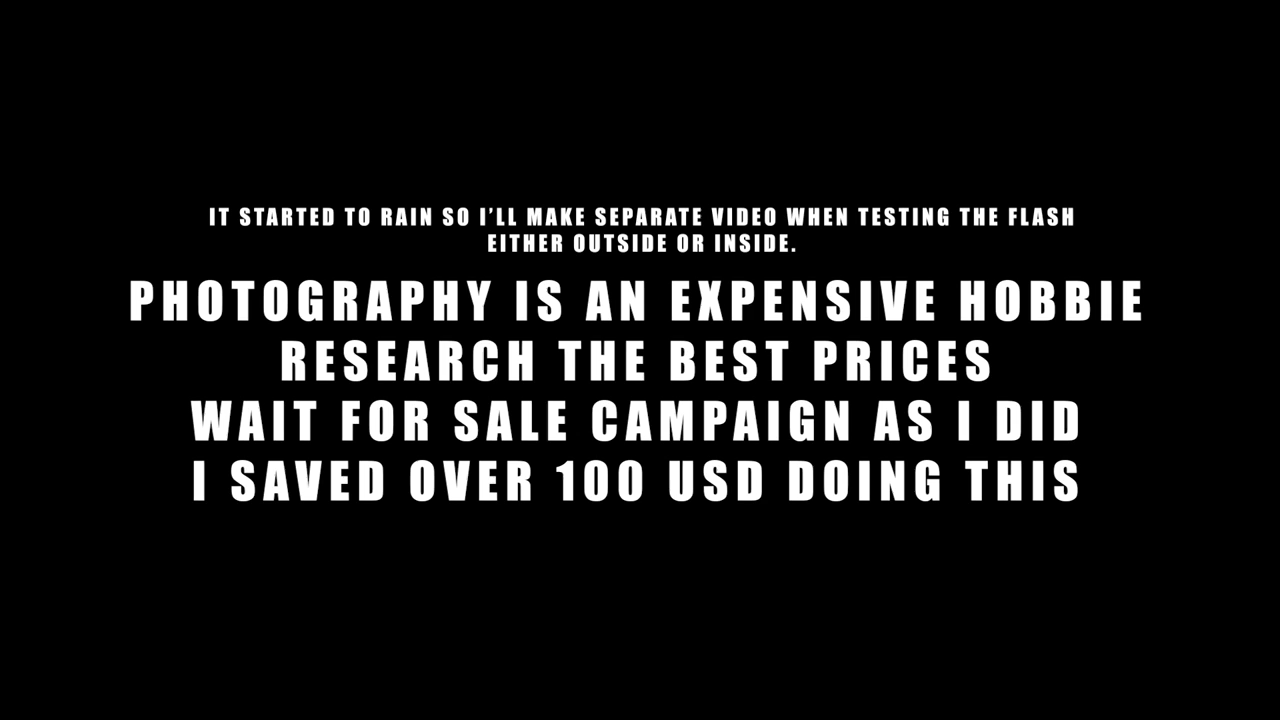 IT STARTED TO RAIN SO I’LL MAKE SEPARATE VIDEO WHEN TESTING THE FLASH
EITHER OUTSIDE OR INSIDE.
PHOTOGRAPHY IS AN EXPENSIVE HOBBIE
RESEARCH THE BEST PRICES
WAIT FOR SALE CAMPAIGN AS I DID
I SAVED OVER 100 USD DOING THIS